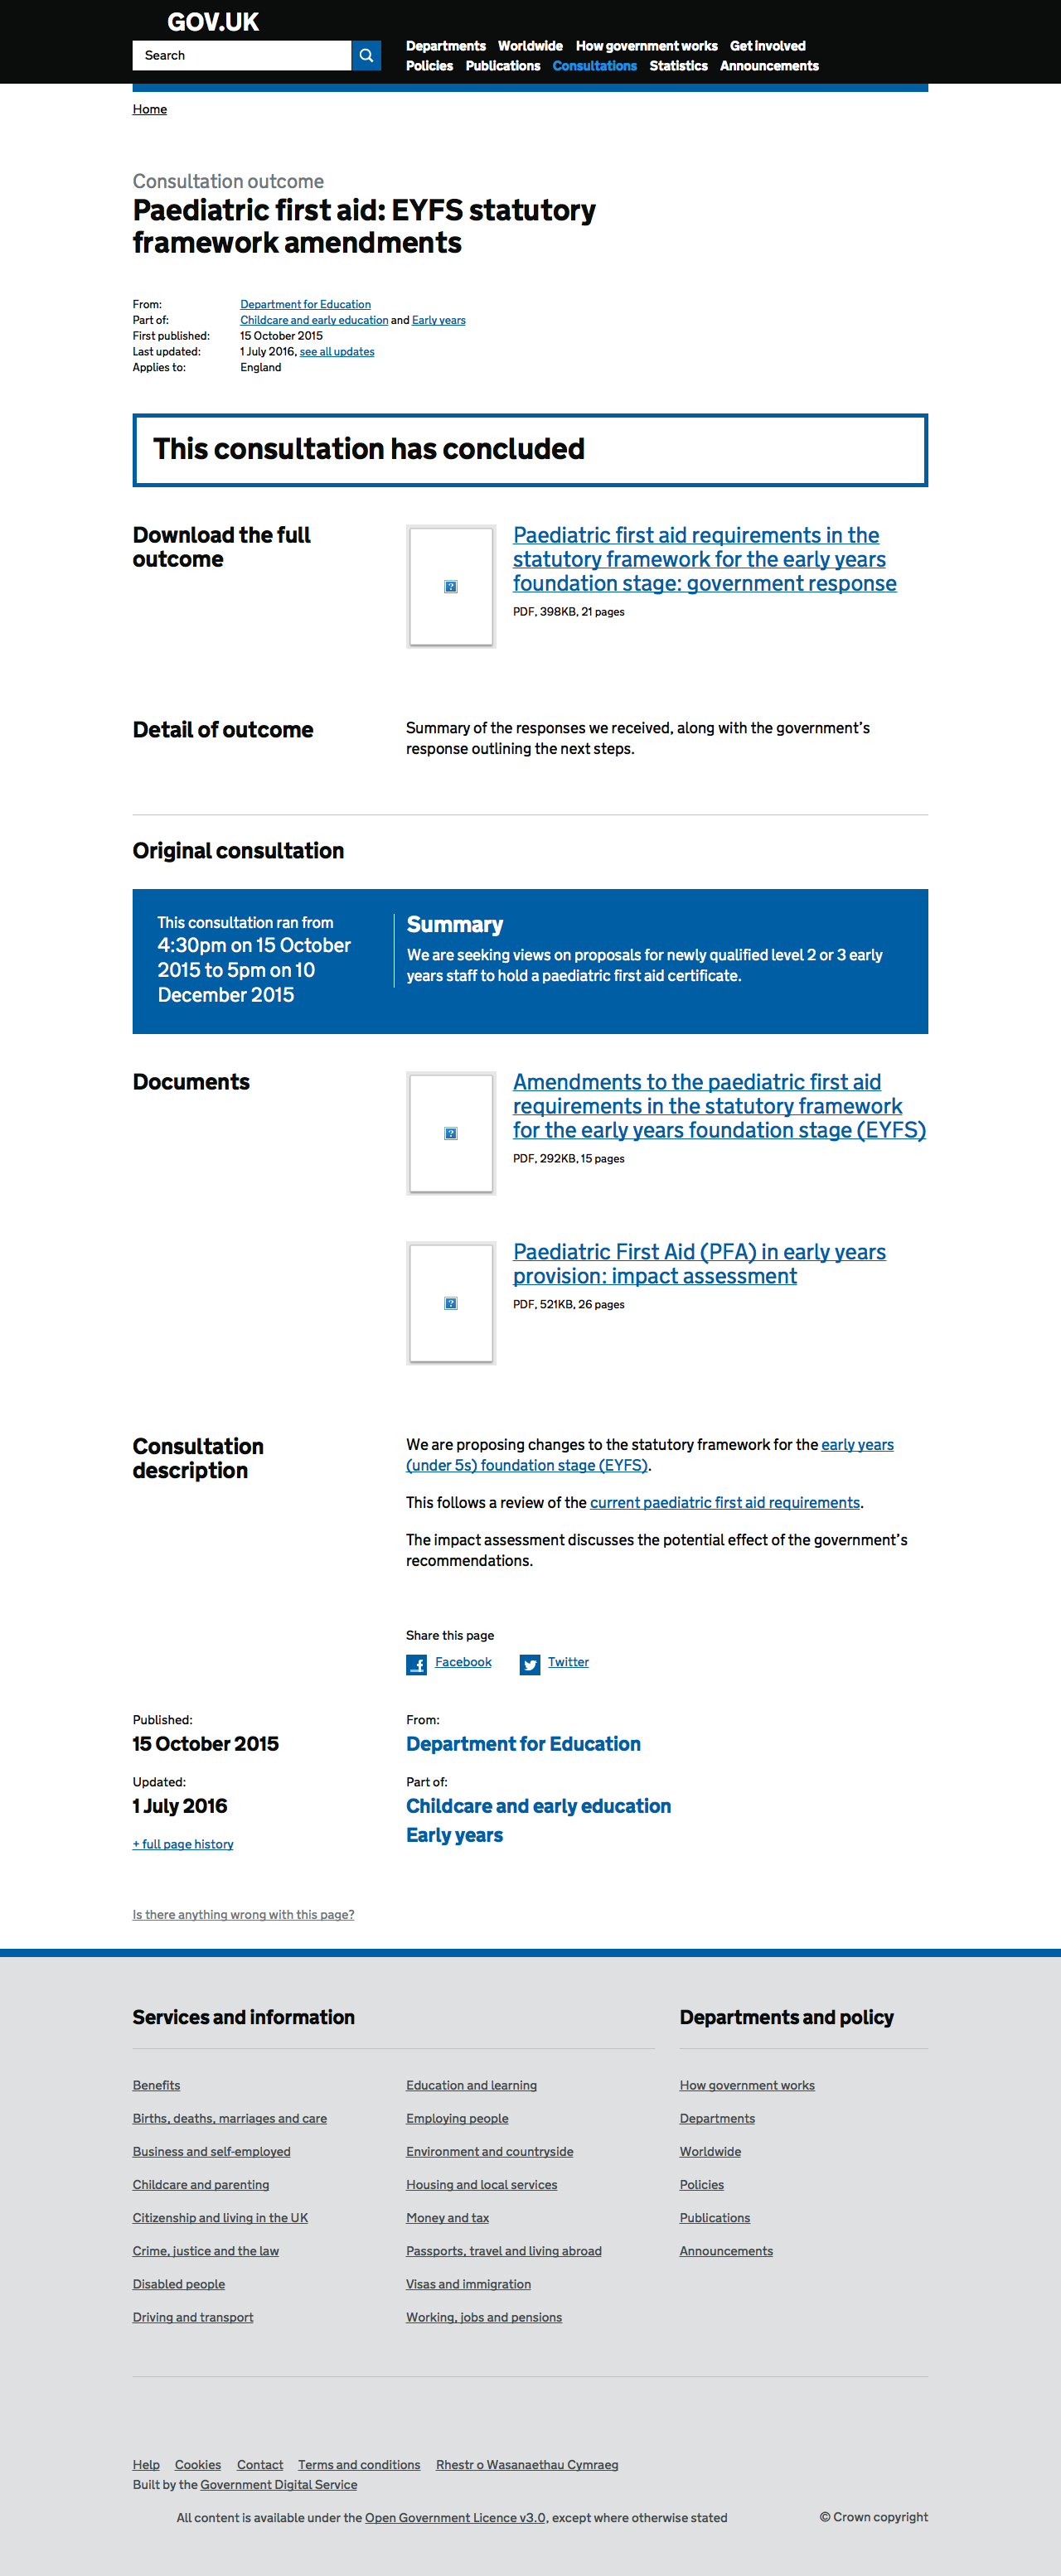 GOV.UK
Search
Departments Worldwide How government works Get involved
Policies Publications Consultations Statistics Announcements
Home
Consultation outcome
Paediatric first aid: EYFS statutory
framework amendments
From: Department for Education
Part of: Childcare and early education and Early years
First published: 15 October 2015
Last updated: 1 July 2016, see all updates
Applies to: England
This consultation has concluded
Download the full
outcome
Paediatric first aid requirements in the
statutory framework for the early years
foundation stage: government response
PDF, 398KB, 21 pages
Detail of outcome
Summary of the responses we received, along with the government's
response outlining the next steps.
Original consultation
This consultation ran from
4:30pm on 15 October
2015 to 5pm on 10
December 2015
Summary
We are seeking views on proposals for newly qualified level 2 or 3 early
years staff to hold a paediatric first aid certificate.
Documents
Amendments to the paediatric first aid
requirements in the statutory framework
for the early years foundation stage (EYFS)
PDF, 292KB, 15 pages
Paediatric First Aid (PFA) in early years
provision: impact assessment
PDF, 521KB, 26 pages
Consultation
description
We are proposing changes to the statutory framework for the early years
(under 5s) foundation stage (EYFS).
This follows a review of the current paediatric first aid requirements.
The impact assessment discusses the potential effect of the government's
recommendations.
Share this page
Facebook Twitter
Published:
15 October 2015
Updated:
1 July 2016
+ full page history
From:
Department for Education
Part of:
Childcare and early education
Early years
Is there anything wrong with this page?
Services and information
Benefits
Births, deaths, marriages and care
Business and self-employed
Childcare and parenting
Citizenship and living in the UK
Crime, justice and the law
Disabled people
Driving and transport
Education and learning
Employing people
Environment and countryside
Housing and local services
Money and tax
Passports, travel and living abroad
Visas and immigration
Working, jobs and pensions
Departments and policy
How government works
Departments
Worldwide
Policies
Publications
Announcements
Help Cookies Contact Terms and conditions Rhestr o Wasanaethau Cymraeg
Built by the Government Digital Service
All content is available under the Open Government Licence v3.0, except where otherwise stated
© Crown copyright